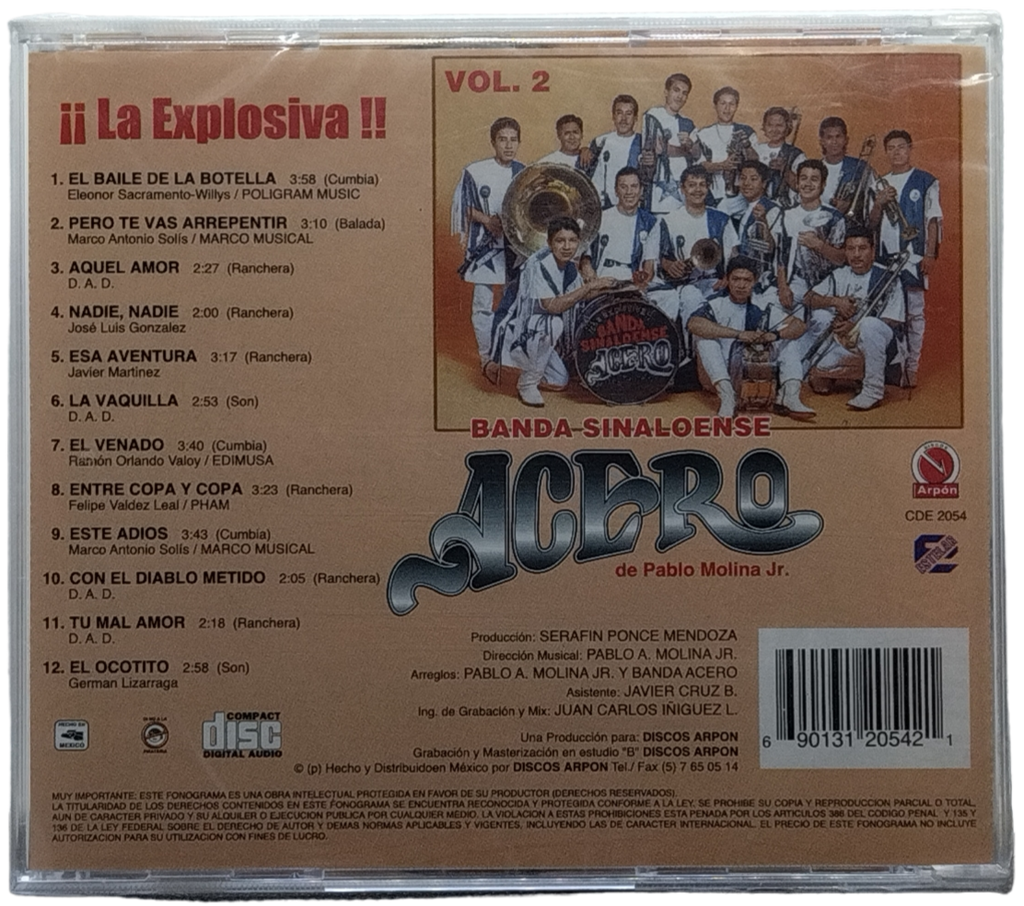 ¡¡ La Explosiva !!
1. EL BAILE DE LA BOTELLA 3:58 (Cumbia)
Eleonor Sacramento-Willys / POLIGRAM MUSIC
2. PERO TE VAS ARREPENTIR 3:10 (Balada)
Marco Antonio Solís / MARCO MUSICAL
3. AQUEL AMOR 2:27 (Ranchera)
D. A. D.
4. NADIE, NADIE 2:00 (Ranchera)
José Luis Gonzalez
5. ESA AVENTURA 3:17 (Ranchera)
Javier Martinez
6. LA VAQUILLA 2:53 (Son)
D. A. D.
7. EL VENADO 3:40 (Cumbia)
Ramón Orlando Valoy / EDIMUSA
8. ENTRE COPA Y COPA 3:23 (Ranchera)
Felipe Valdez Leal / PHAM
9. ESTE ADIOS 3:43 (Cumbia)
Marco Antonio Solís / MARCO MUSICAL
10. CON EL DIABLO METIDO 2:05 (Ranchera)
D. A. D.
11. TU MAL AMOR 2:18 (Ranchera)
D. A. D.
12. EL OCOTITO 2:58 (Son)
German Lizarraga
VOL. 2
BANDA
SINALOENSE
ACERO
BANDA SINALOENSE
ACERO
de Pablo Molina Jr.
Arpón
CDE 2054
Producción: SERAFIN PONCE MENDOZA
Dirección Musical: PABLO A. MOLINA JR.
Arreglos: PABLO A. MOLINA JR. Y BANDA ACERO
Asistente: JAVIER CRUZ B.
Ing. de Grabación y Mix: JUAN CARLOS IÑIGUEZ L.
Una Producción para: DISCOS ARPON
Grabación y Masterización en estudio "B" DISCOS ARPON
© (p) Hecho y Distribuidoen México por DISCOS ARPON Tel./ Fax (5) 7 65 05 14
6 90131 20542 1
HECHO EN
MEXICO
COMPACT
disc
DIGITAL AUDIO
MUY IMPORTANTE: ESTE FONOGRAMA ES UNA OBRA INTELECTUAL PROTEGIDA EN FAVOR DE SU PRODUCTOR (DERECHOS RESERVADOS).
LA TITULARIDAD DE LOS DERECHOS CONTENIDOS EN ESTE FONOGRAMA SE ENCUENTRA RECONOCIDA Y PROTEGIDA CONFORME A LA LEY. SE PROHIBE SU COPIA Y REPRODUCCION PARCIAL O TOTAL,
AUN DE CARACTER PRIVADO Y SU ALQUILER O EJECUCION PUBLICA POR CUALQUIER MEDIO. LA VIOLACION A ESTAS PROHIBICIONES ESTA PENADA POR LOS ARTICULOS 386 DEL CODIGO PENAL Y 135 Y
136 DE LA LEY FEDERAL SOBRE EL DERECHO DE AUTOR Y DEMAS NORMAS APLICABLES Y VIGENTES, INCLUYENDO LAS DE CARACTER INTERNACIONAL. EL PRECIO DE ESTE FONOGRAMA NO INCLUYE
AUTORIZACION PARA SU UTILIZACION CON FINES DE LUCRO.